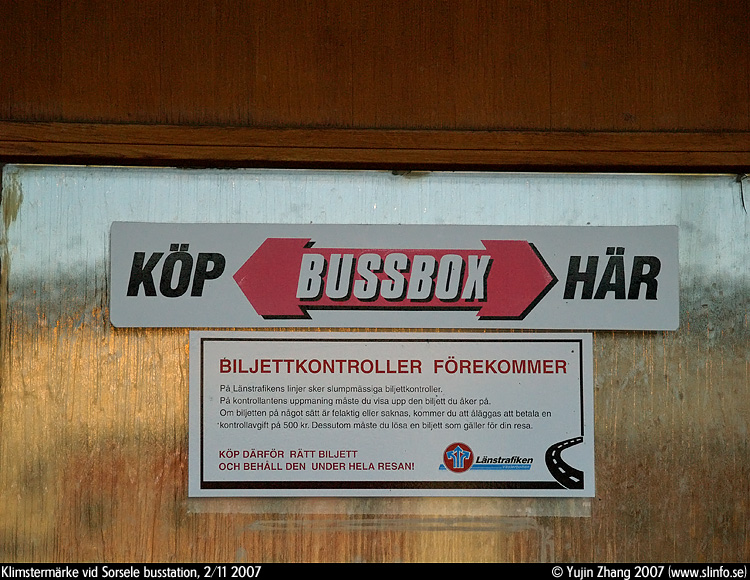 KÖP BUSSBOX HÄR
BILJETTKONTROLLER FÖREKOMMER
På Länstrafikens linjer sker slumpmässiga biljettkontroller.
På kontrollantens uppmaning måste du visa upp den biljett du åker på.
Om biljetten på något sätt är felaktig eller saknas, kommer du att åläggas att betala en
kontrollavgift på 500 kr. Dessutom måste du lösa en biljett som gäller för din resa.
KÖP DÄRFÖR RÄTT BILJETT
OCH BEHÅLL DEN UNDER HELA RESAN!
Länstrafiken
Klimstermärke vid Sorsele busstation, 2/11 2007
© Yujin Zhang 2007 (www.slinfo.se)